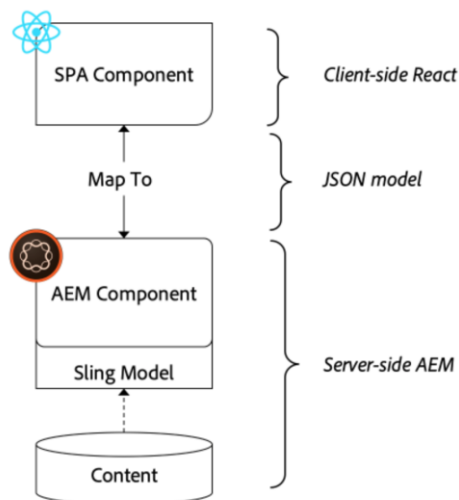 SPA Component
Client-side React
Map To
JSON model
AEM Component
Sling Model
Server-side AEM
Content